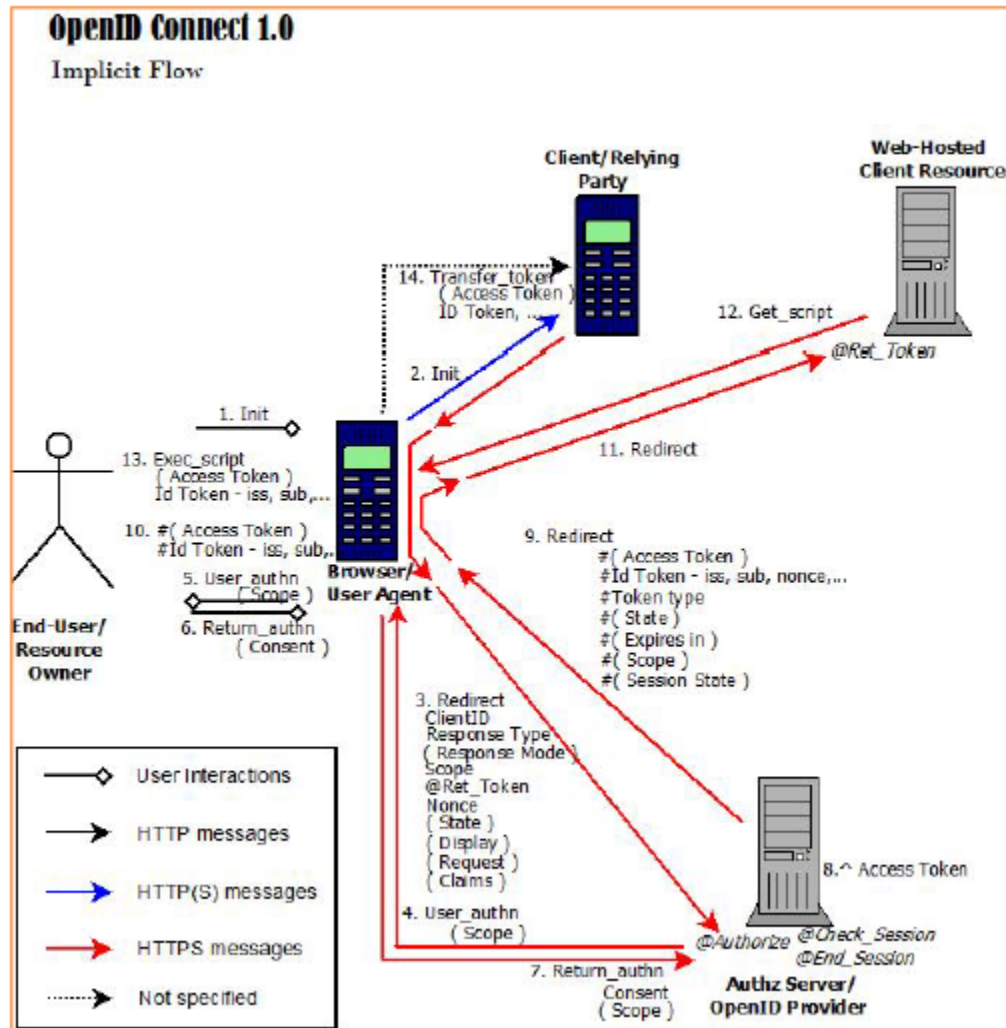 OpenID Connect 1.0
Implicit Flow
Client/Relying
Party
Web-Hosted
Client Resource
14. Transfer_token
( Access Token )
ID Token, ...
12. Get_script
@Ret_Token
2. Init
1. Init
11. Redirect
13. Exec_script
( Access Token )
Id Token - iss, sub,...
10. #( Access Token )
#Id Token - iss, sub,..
9. Redirect
#( Access Token )
#Id Token - iss, sub, nonce,...
#Token type
#( State )
#( Expires in )
#( Scope )
#( Session State )
Browser/
User Agent
5. User_authn
( Scope )
6. Return_authn
( Consent )
End-User/
Resource
Owner
3. Redirect
ClientID
Response Type
( Response Mode )
Scope
@Ret_Token
Nonce
( State )
( Display )
( Request )
( Claims )
User Interactions
HTTP messages
HTTP(S) messages
HTTPS messages
Not specified
8.^ Access Token
4. User_authn
( Scope )
@Authorize
@Check_Session
@End_Session
7. Return_authn
Consent
( Scope )
Authz Server/
OpenID Provider